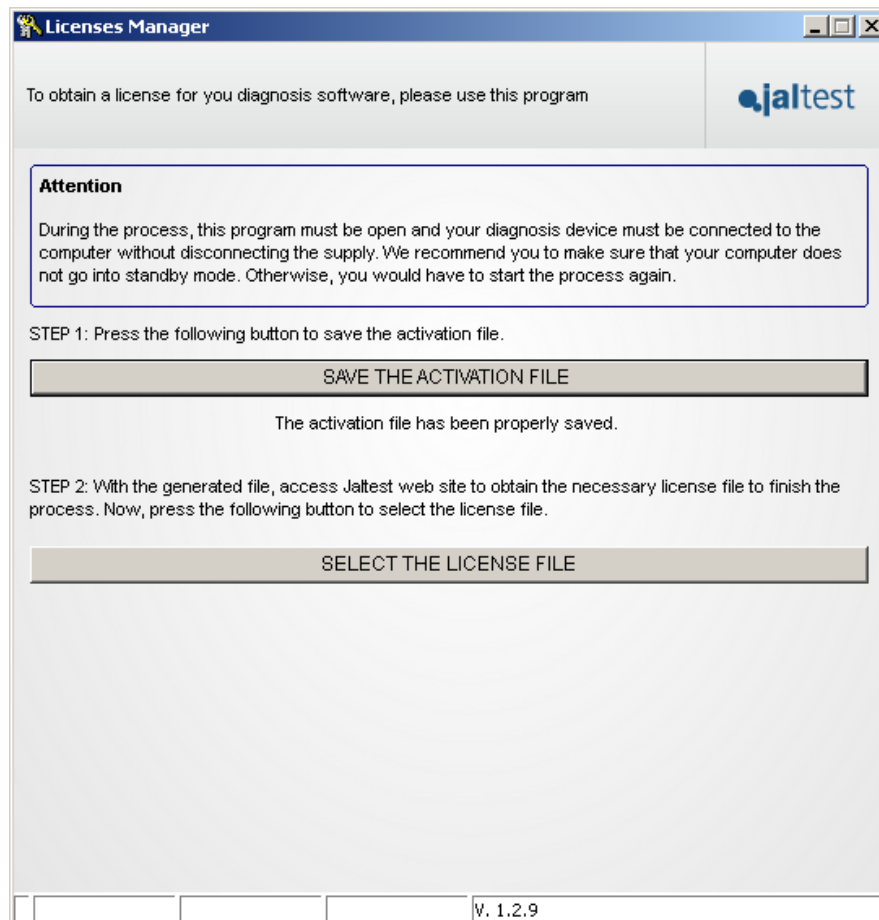 Licenses Manager
To obtain a license for you diagnosis software, please use this program
jaltest
Attention
During the process, this program must be open and your diagnosis device must be connected to the
computer without disconnecting the supply. We recommend you to make sure that your computer does
not go into standby mode. Otherwise, you would have to start the process again.
STEP 1: Press the following button to save the activation file.
SAVE THE ACTIVATION FILE
The activation file has been properly saved.
STEP 2: With the generated file, access Jaltest web site to obtain the necessary license file to finish the
process. Now, press the following button to select the license file.
SELECT THE LICENSE FILE
V. 1.2.9